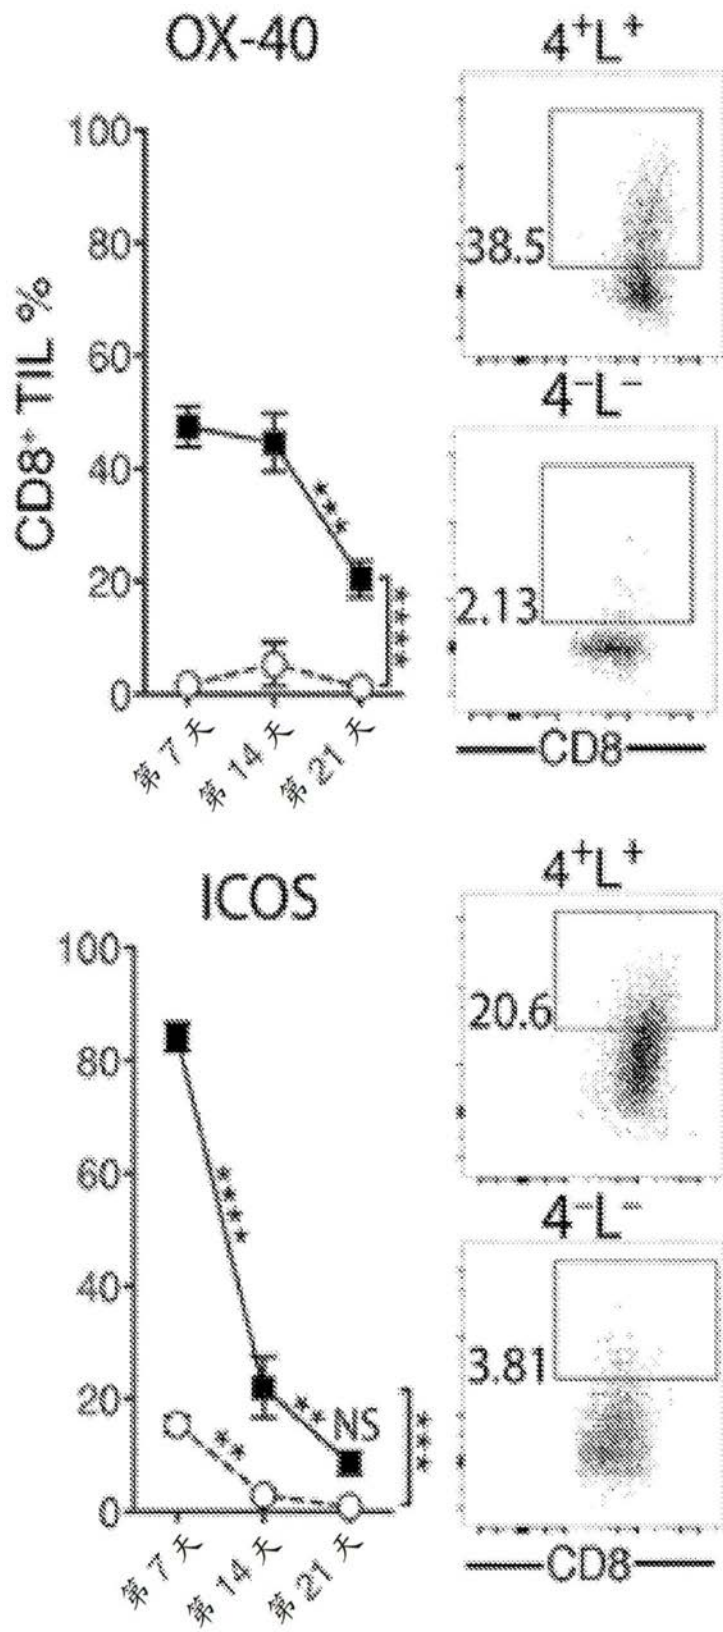 OX-40
4⁺L⁺
CD8⁺ TIL %
100
80
60
40
20
0
***
****
第 7 天
第 14 天
第 21 天
38.5
4⁻L⁻
2.13
CD8
ICOS
4⁺L⁺
100
80
60
40
20
0
****
**
** NS
***
第 7 天
第 14 天
第 21 天
20.6
4⁻L⁻
3.81
CD8